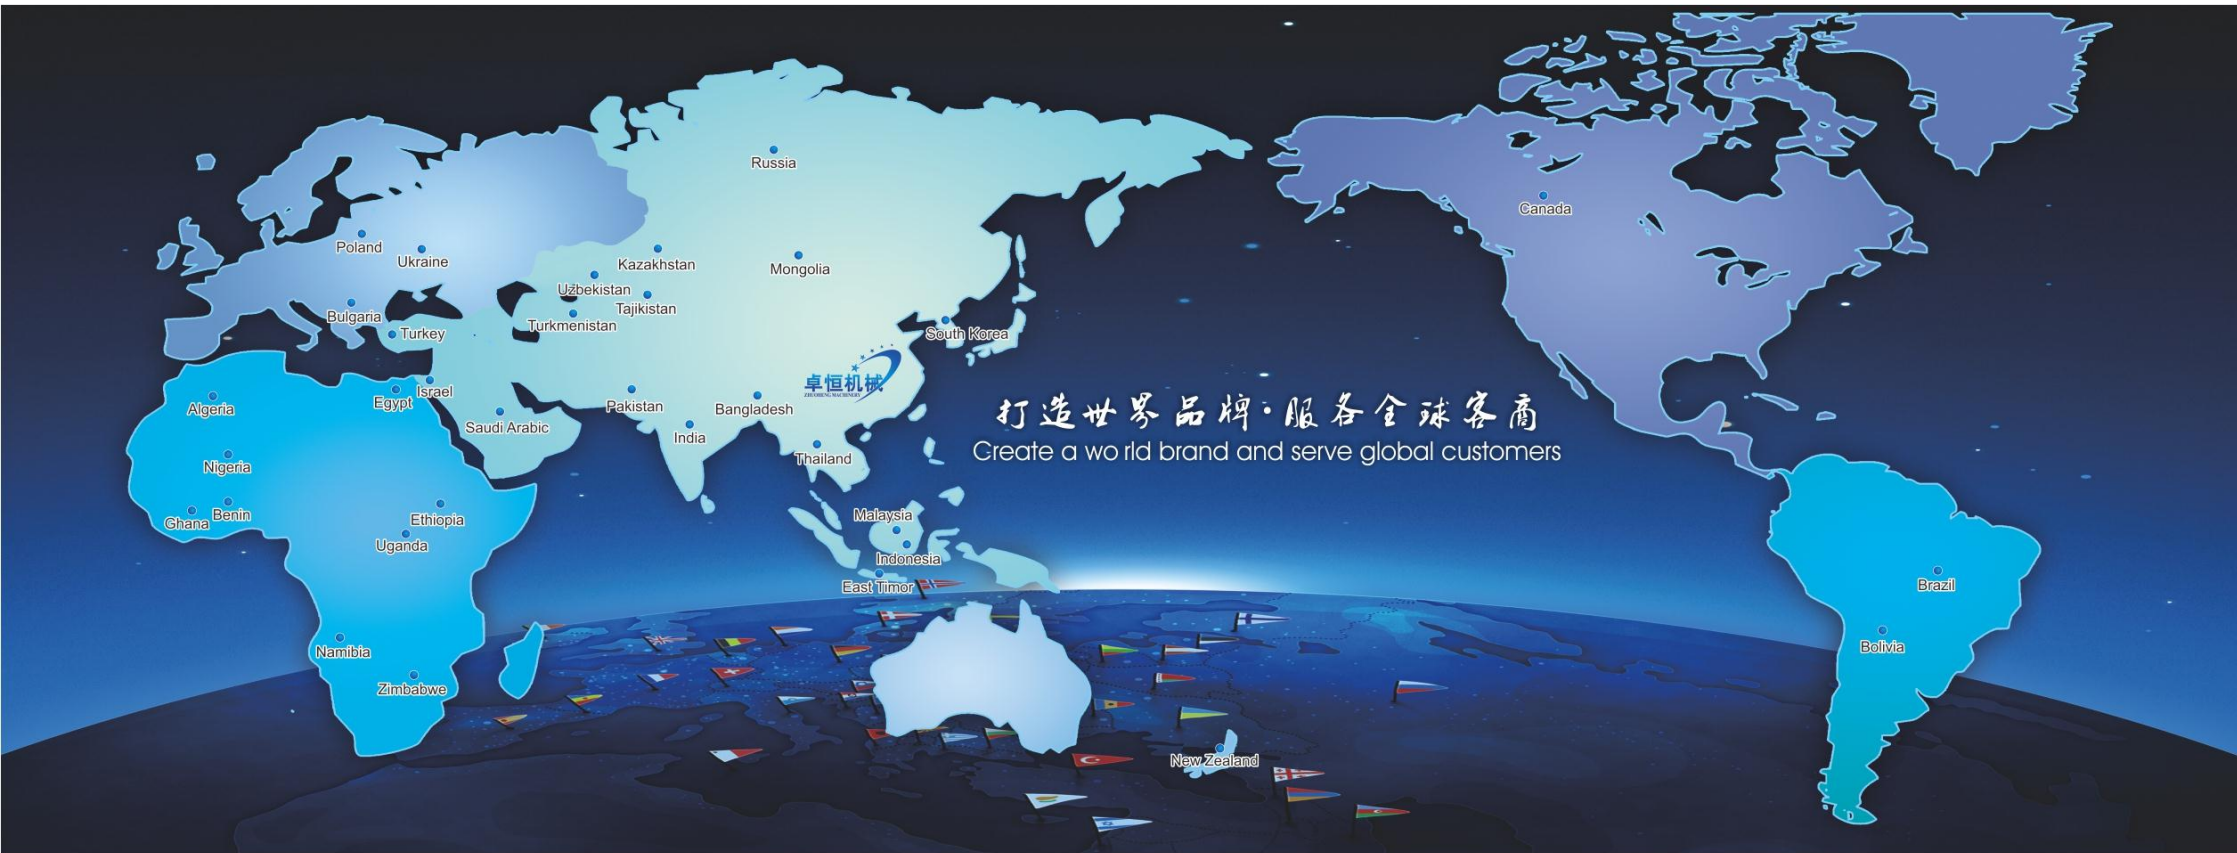 Russia
Canada
Poland
Ukraine
Kazakhstan
Mongolia
Uzbekistan
Tajikistan
Bulgaria
Turkmenistan
Turkey
South Korea
卓恒机械
ZHUOHENG MACHINERY
Israel
Egypt
Algeria
Pakistan
Bangladesh
Saudi Arabic
India
打造世界品牌·服务全球客商
Create a wo rld brand and serve global customers
Thailand
Nigeria
Benin
Ghana
Ethiopia
Malaysia
Uganda
Indonesia
East Timor
Brazil
Namibia
Bolivia
Zimbabwe
New Zealand